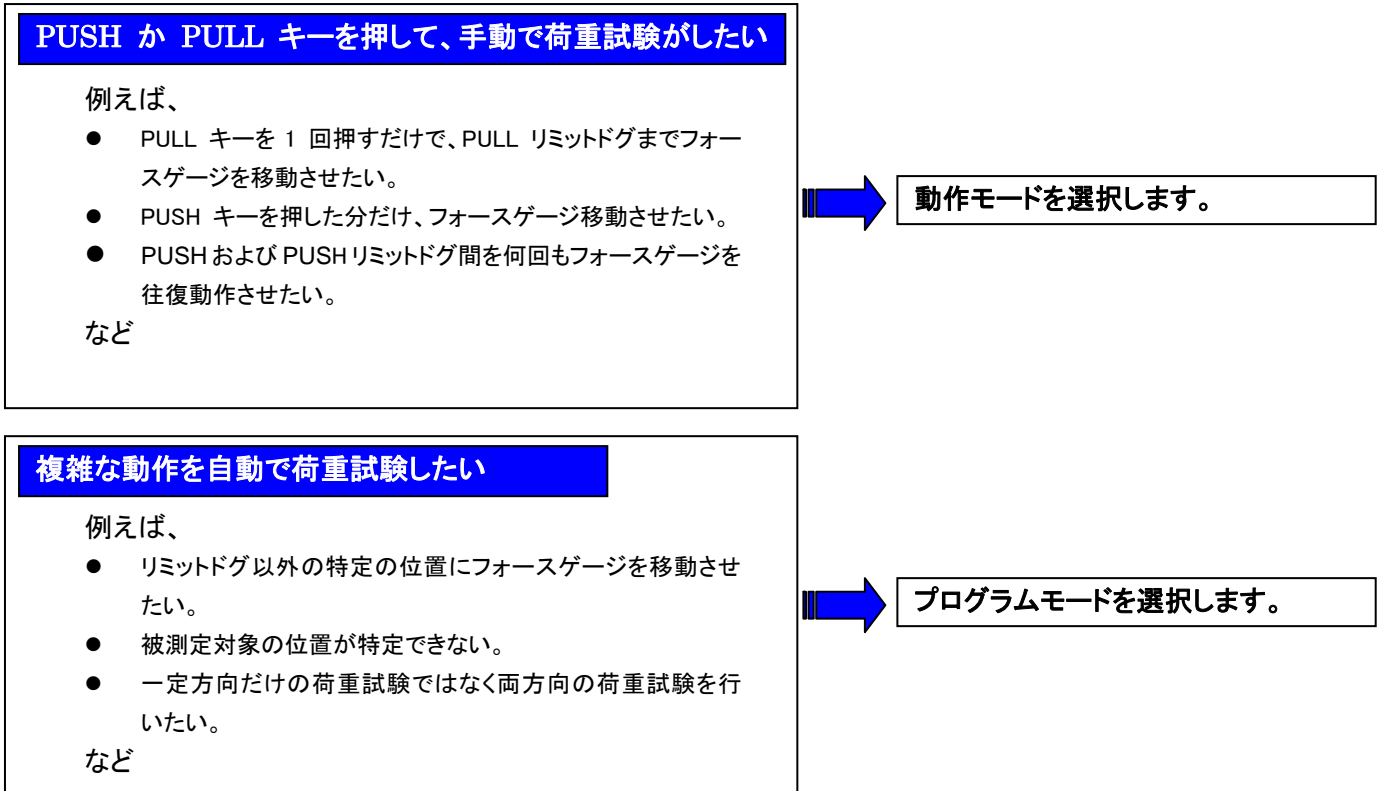 PUSH か PULL キーを押して、手動で荷重試験がしたい
例えば、
● PULL キーを 1 回押すだけで、PULL リミットドグまでフォー
スゲージを移動させたい。
● PUSH キーを押した分だけ、フォースゲージ移動させたい。
● PUSH および PUSH リミットドグ間を何回もフォースゲージを
往復動作させたい。
など
動作モードを選択します。
複雑な動作を自動で荷重試験したい
例えば、
● リミットドグ以外の特定の位置にフォースゲージを移動させ
たい。
● 被測定対象の位置が特定できない。
● 一定方向だけの荷重試験ではなく両方向の荷重試験を行
いたい。
など
プログラムモードを選択します。